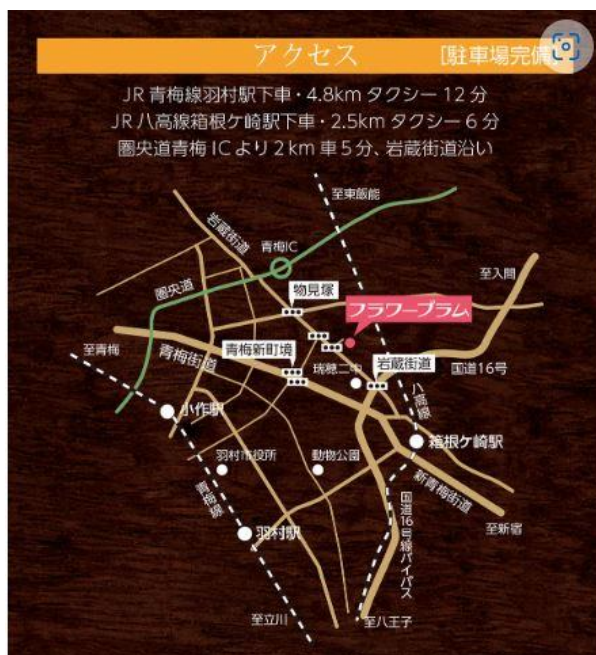 アクセス [駐車場完備]
JR 青梅線羽村駅下車・4.8km タクシー 12 分
JR 八高線箱根ケ崎駅下車・2.5km タクシー 6 分
圏央道青梅 IC より 2 km 車 5 分、岩蔵街道沿い
至東飯能
岩蔵街道
青梅IC
至入間
圏央道
物見塚
フラワープラム
至青梅
青梅街道
青梅新町境
瑞穂二中
岩蔵街道
国道16号
八高線
小作駅
箱根ケ崎駅
羽村市役所
動物公園
新青梅街道
青梅線
国道16号線バイパス
羽村駅
至新宿
至立川
至八王子